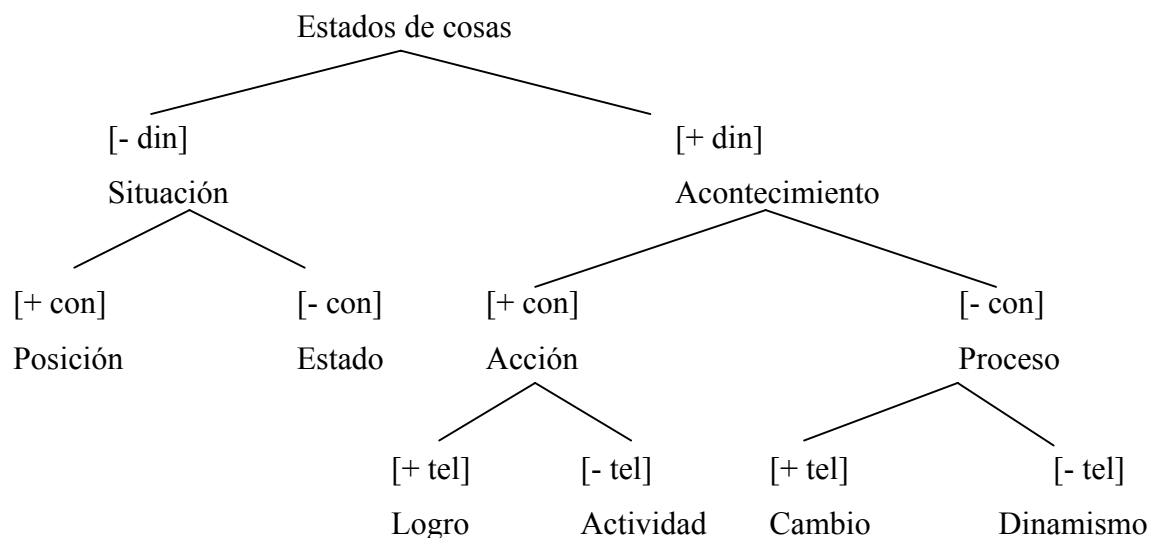 Estados de cosas
[- din] [+ din]
Situación Acontecimiento
[+ con] [- con] [+ con] [- con]
Posición Estado Acción Proceso
[+ tel] [- tel] [+ tel] [- tel]
Logro Actividad Cambio Dinamismo